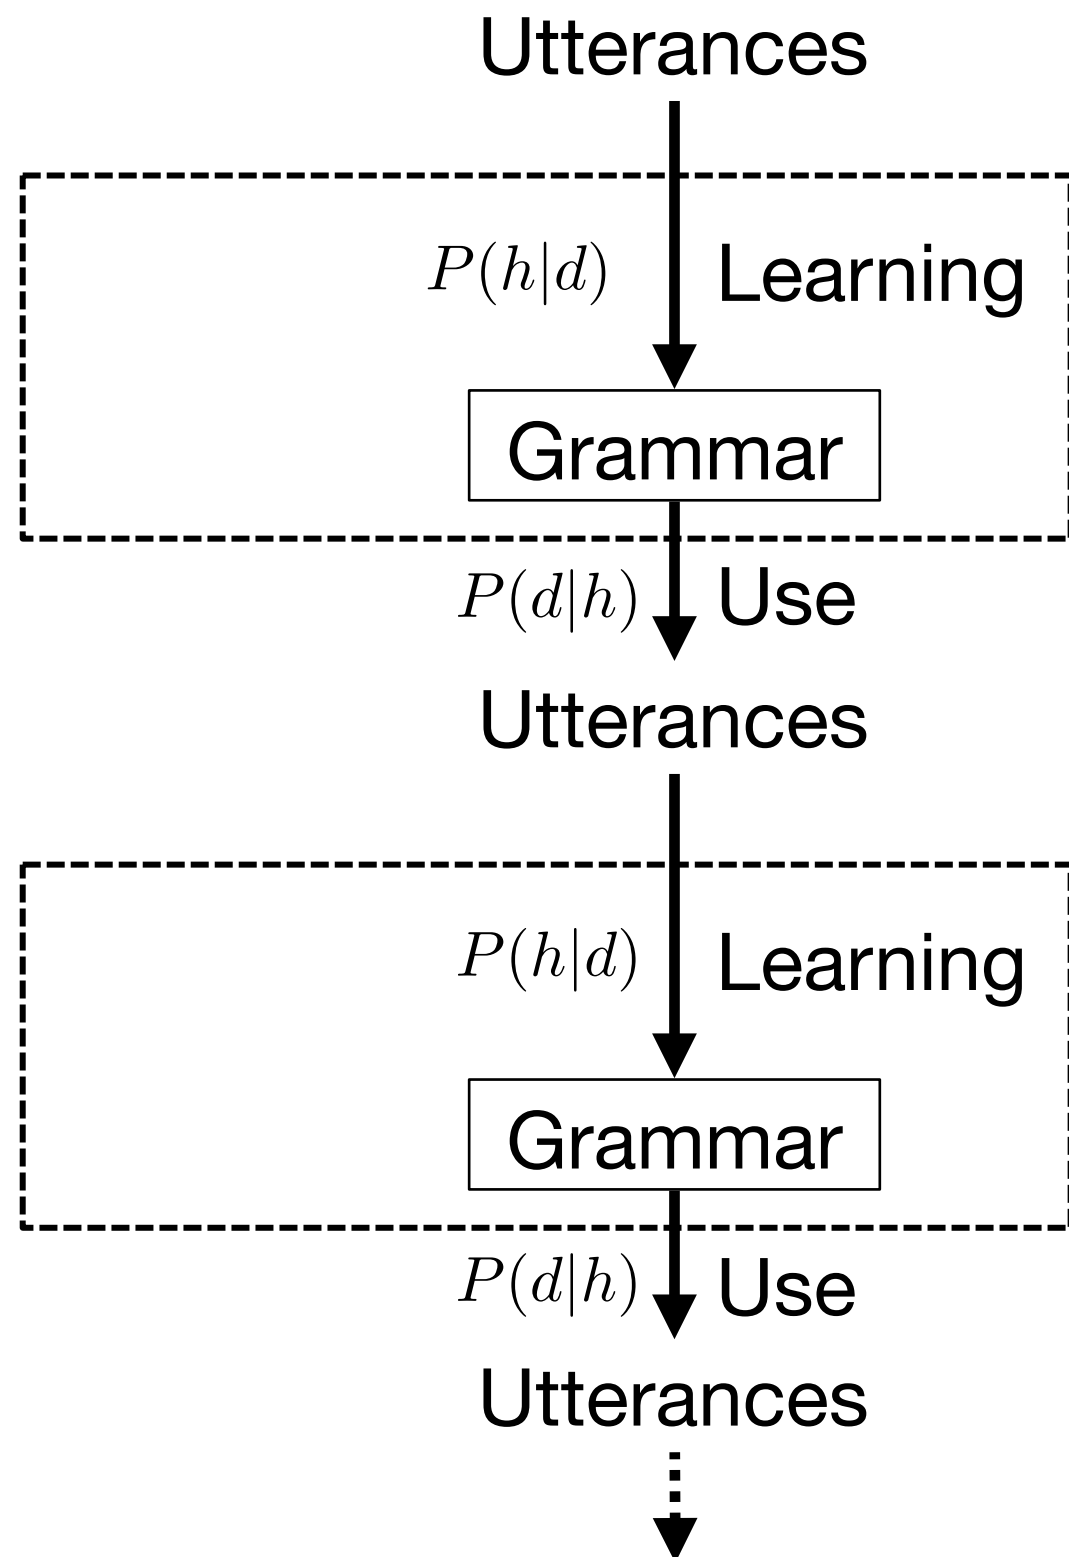 Utterances
P(h|d) Learning
Grammar
P(d|h) Use
Utterances
P(h|d) Learning
Grammar
P(d|h) Use
Utterances